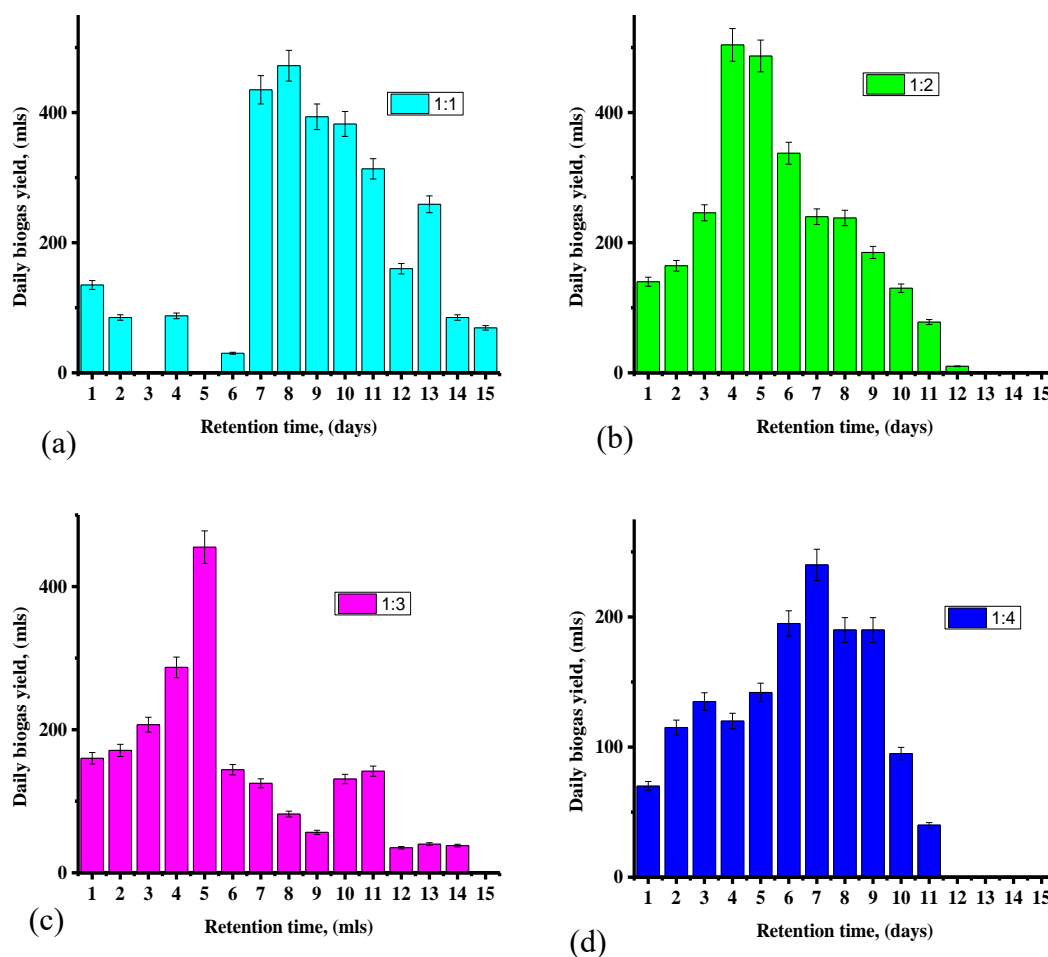 Daily biogas yield, (mls)
400
200
0
1:1
1 2 3 4 5 6 7 8 9 10 11 12 13 14 15
Retention time, (days)
(a)
Daily biogas yield, (mls)
400
200
0
1:2
1 2 3 4 5 6 7 8 9 10 11 12 13 14 15
Retention time, (days)
(b)
Daily biogas yield, (mls)
400
200
0
1:3
1 2 3 4 5 6 7 8 9 10 11 12 13 14 15
Retention time, (mls)
(c)
Daily biogas yield, (mls)
200
100
0
1:4
1 2 3 4 5 6 7 8 9 10 11 12 13 14 15
Retention time, (days)
(d)